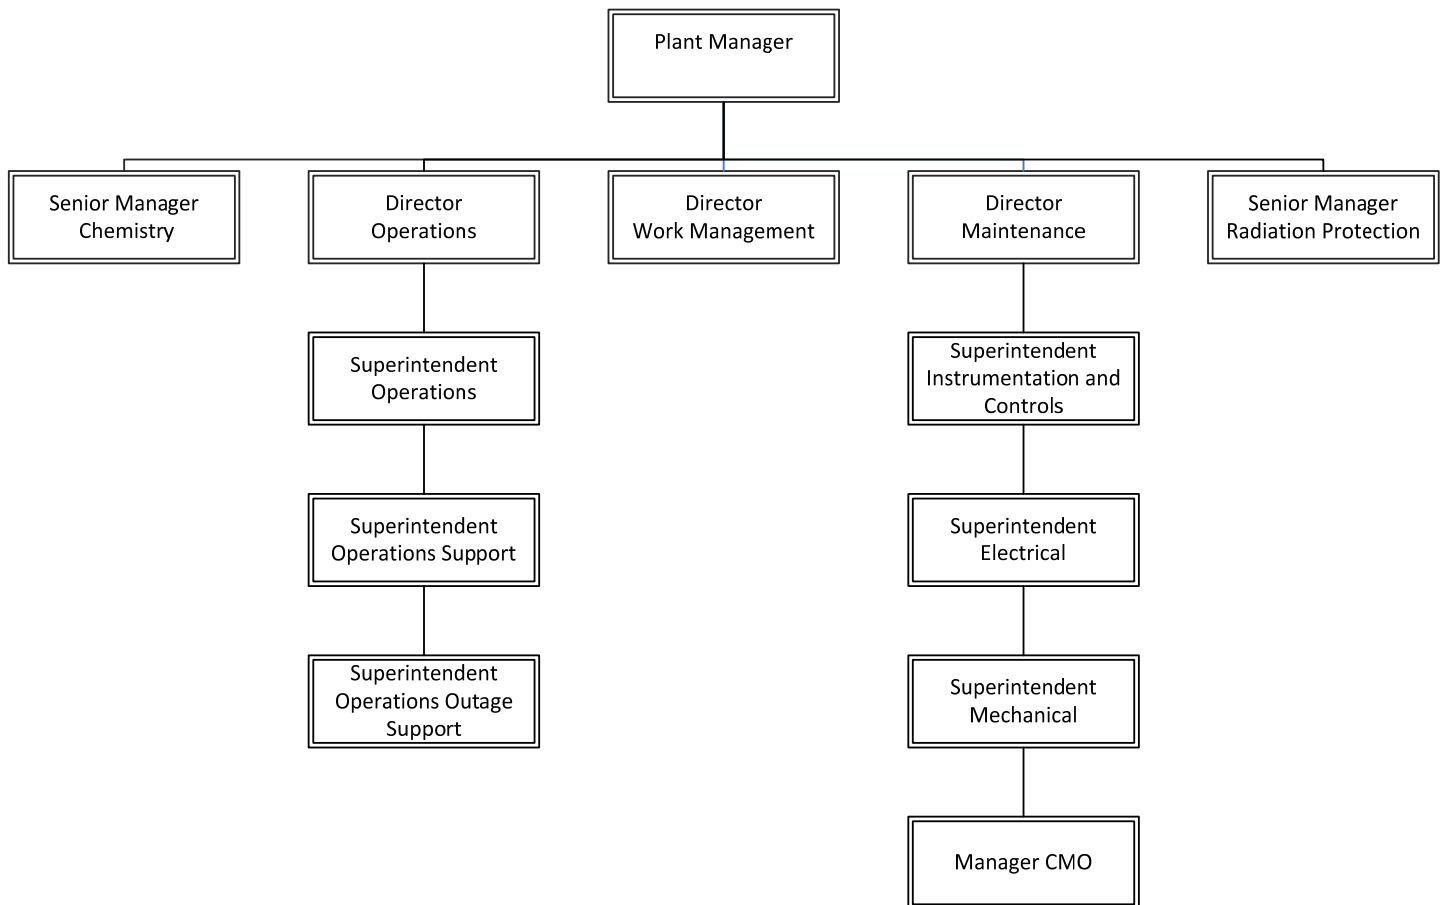 Plant Manager
Senior Manager
Chemistry
Director
Operations
Director
Work Management
Director
Maintenance
Senior Manager
Radiation Protection
Superintendent
Operations
Superintendent
Instrumentation and
Controls
Superintendent
Operations Support
Superintendent
Electrical
Superintendent
Operations Outage
Support
Superintendent
Mechanical
Manager CMO